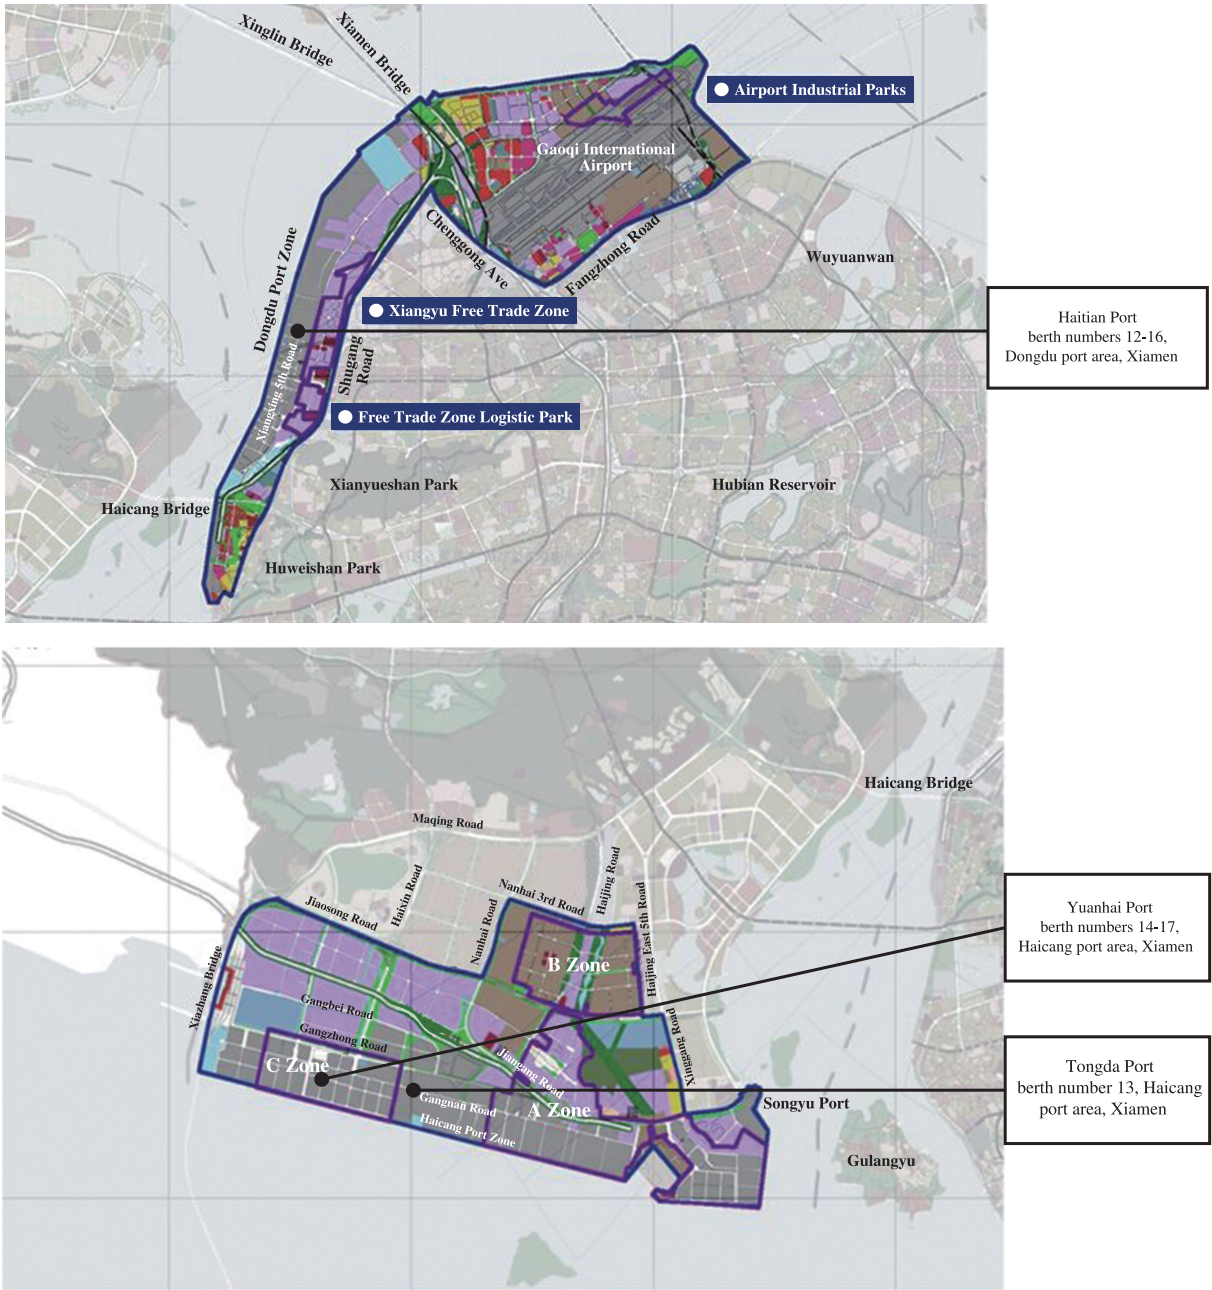 Xinglin Bridge
Xiamen Bridge
Airport Industrial Parks
Gaoqi International
Airport
Chenggong Ave
Fangzhong Road
Wuyuanwan
Dongdu Port Zone
Xiangyu Free Trade Zone
Haitian Port
berth numbers 12-16,
Dongdu port area, Xiamen
Xiangxing 5th Road
Shugang
Road
Free Trade Zone Logistic Park
Xianyueshan Park
Hubian Reservoir
Haicang Bridge
Huweishan Park
Haicang Bridge
Maqing Road
Haixin Road
Haijing Road
Nanhai 3rd Road
Jiaosong Road
Nanhai Road
Haijing East 5th Road
Yuanhai Port
berth numbers 14-17,
Haicang port area, Xiamen
B Zone
Xiazhang Bridge
Gangbei Road
Gangzhong Road
Xinggang Road
C Zone
Jiangang Road
Gangnan Road
A Zone
Haicang Port Zone
Songyu Port
Tongda Port
berth number 13, Haicang
port area, Xiamen
Gulangyu